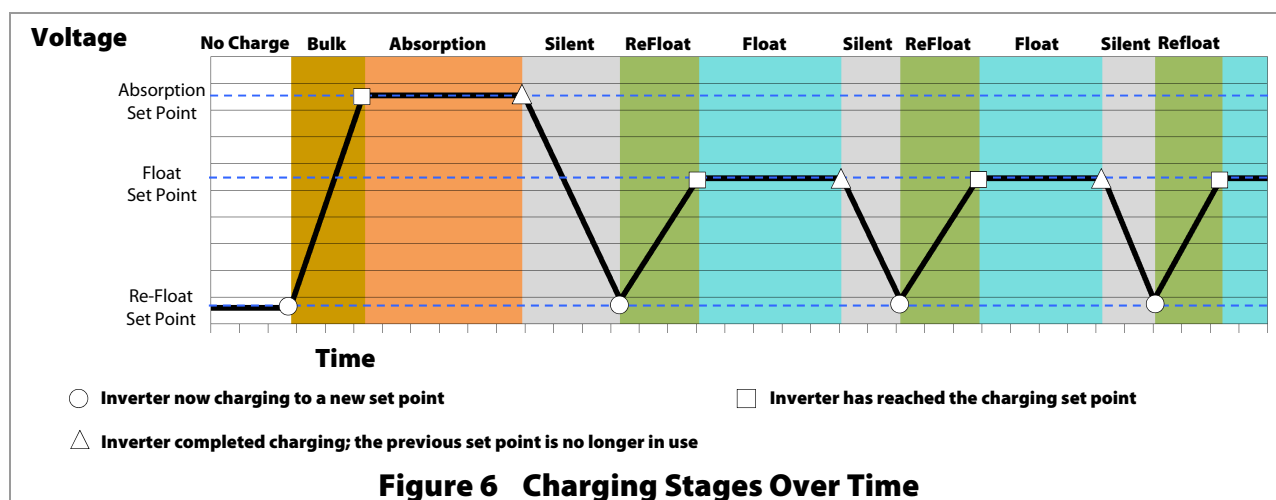 Voltage
No Charge Bulk Absorption Silent ReFloat Float Silent ReFloat Float Silent Refloat
Absorption
Set Point
Float
Set Point
Re-Float
Set Point
Time
Inverter now charging to a new set point
Inverter has reached the charging set point
Inverter completed charging; the previous set point is no longer in use
Figure 6 Charging Stages Over Time